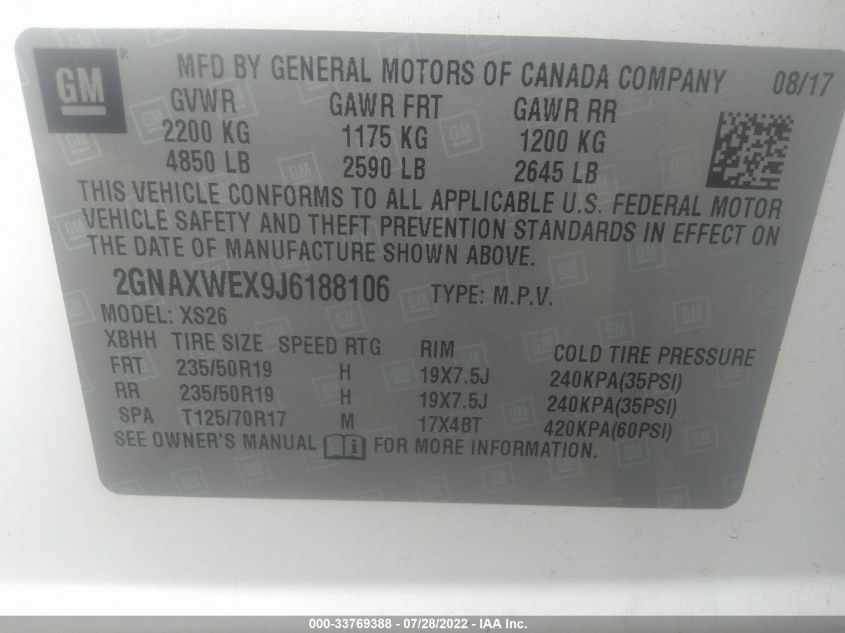 GM ® MFD BY GENERAL MOTORS OF CANADA COMPANY 08/17
GVWR GAWR FRT GAWR RR
2200 KG 1175 KG 1200 KG
4850 LB 2590 LB 2645 LB
THIS VEHICLE CONFORMS TO ALL APPLICABLE U.S. FEDERAL MOTOR
VEHICLE SAFETY AND THEFT PREVENTION STANDARDS IN EFFECT ON
THE DATE OF MANUFACTURE SHOWN ABOVE.
2GNAXWEX9J6188106 TYPE: M.P.V.
MODEL: XS26
XBHH TIRE SIZE SPEED RTG RIM COLD TIRE PRESSURE
FRT 235/50R19 H 19X7.5J 240KPA(35PSI)
RR 235/50R19 H 19X7.5J 240KPA(35PSI)
SPA T125/70R17 M 17X4BT 420KPA(60PSI)
SEE OWNER'S MANUAL i FOR MORE INFORMATION.
000-33769388 - 07/28/2022 - IAA Inc.